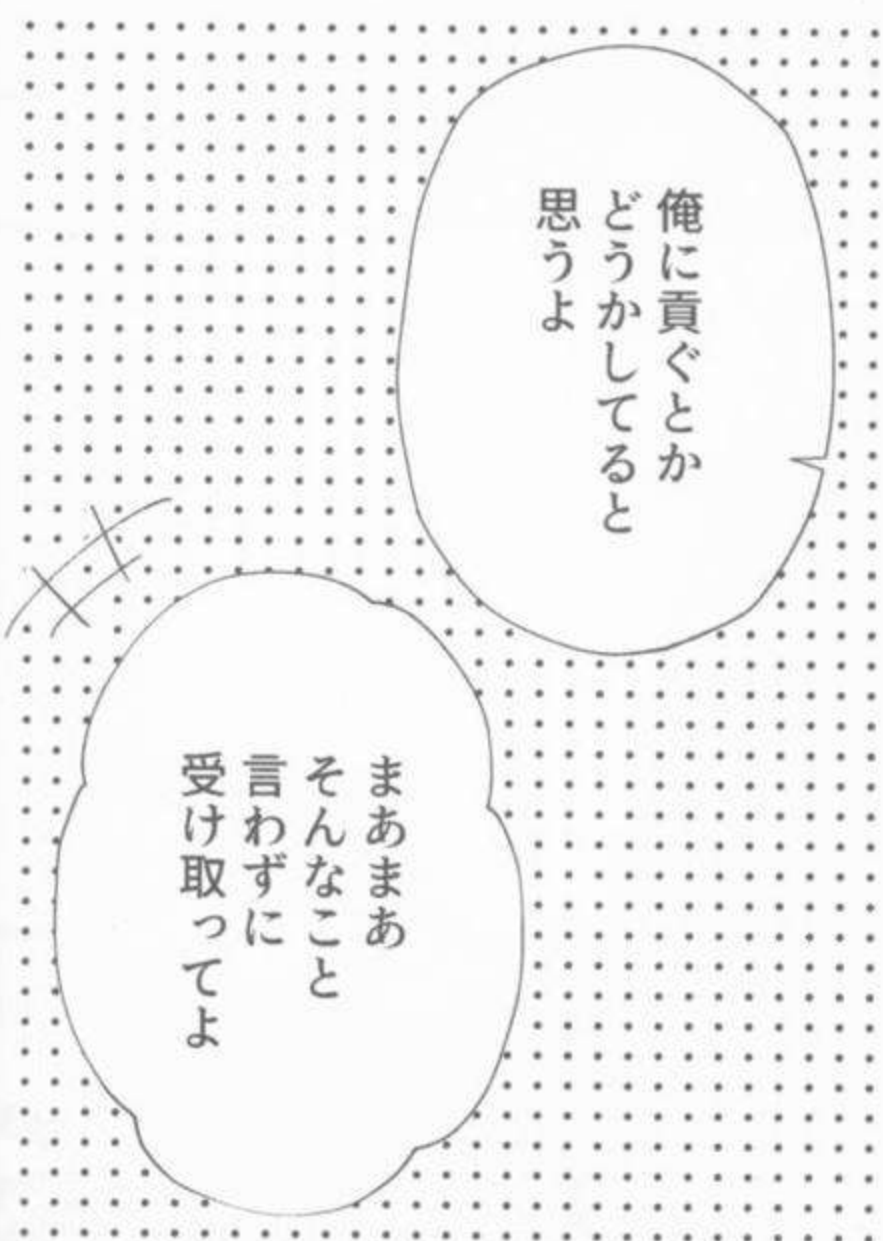 俺に貢ぐとか
どうかしてると
思うよ
まあまあ
そんなこと
言わずに
受け取ってよ